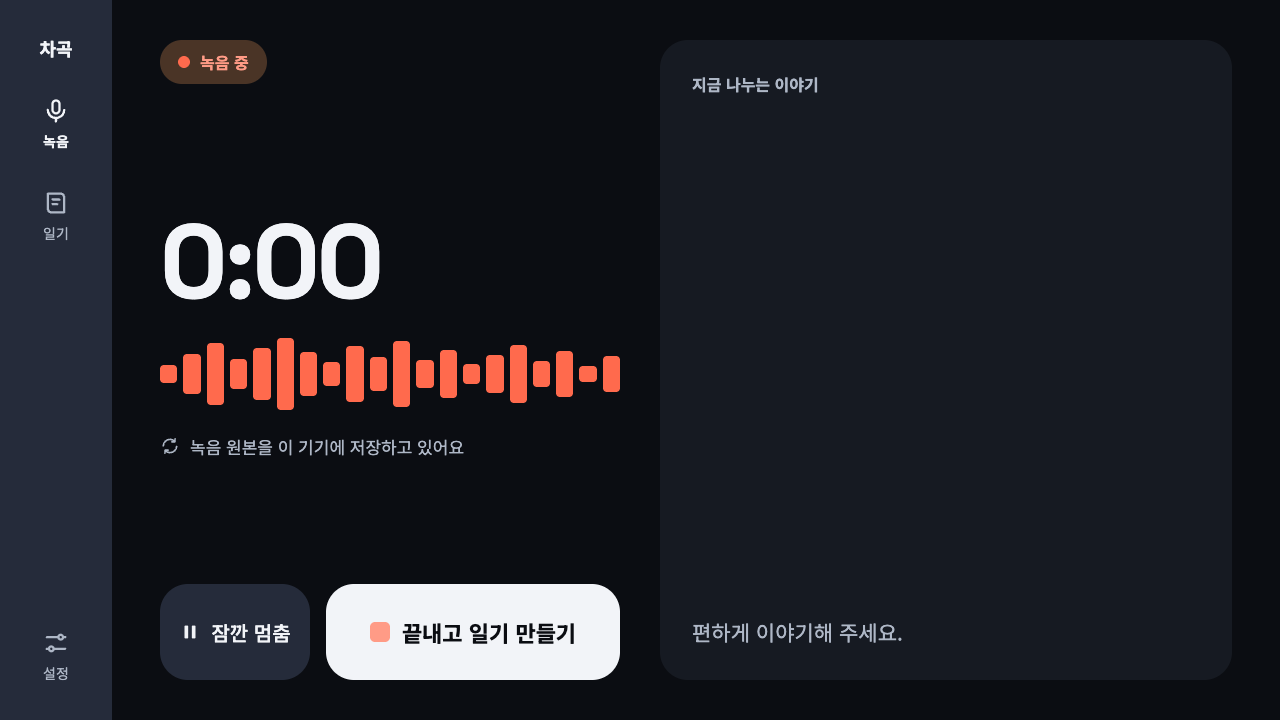 차곡
녹음
일기
설정
녹음 중
0:00
녹음 원본을 이 기기에 저장하고 있어요
잠깐 멈춤
끝내고 일기 만들기
지금 나누는 이야기
편하게 이야기해 주세요.